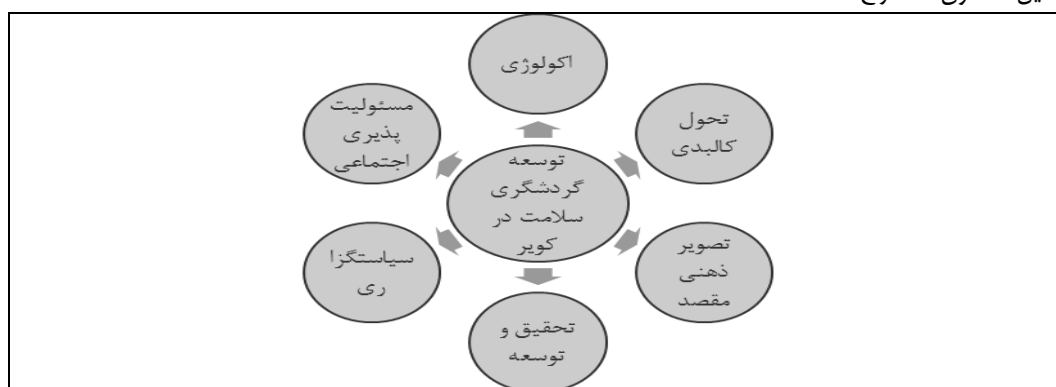 اکولوژی
تحول
کالبدی
تصویر
ذهنی
مقصد
تحقیق و
توسعه
سیاستگزا
ری
مسئولیت
پذیری
اجتماعی
توسعه
گردشگری
سلامت در
کویر